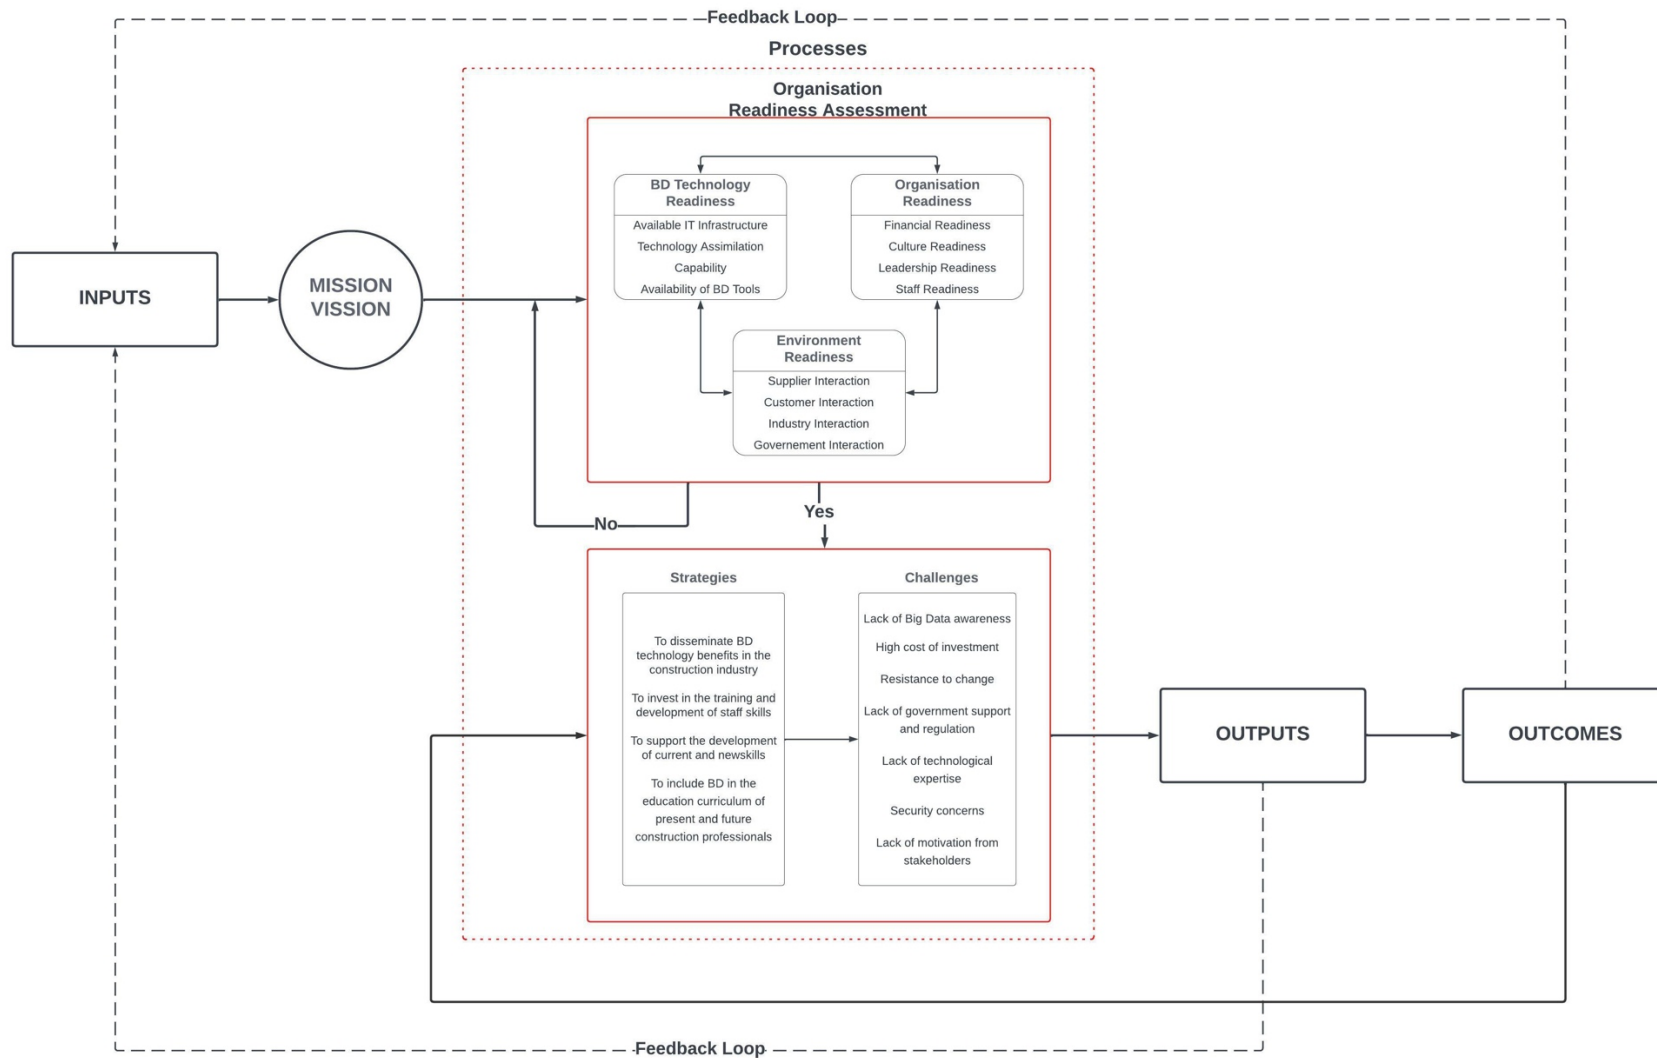 Feedback Loop
Processes
Organisation
Readiness Assessment
BD Technology
Readiness
Available IT Infrastructure
Technology Assimilation
Capability
Availability of BD Tools
Organisation
Readiness
Financial Readiness
Culture Readiness
Leadership Readiness
Staff Readiness
INPUTS
MISSION
VISSION
Environment
Readiness
Supplier Interaction
Customer Interaction
Industry Interaction
Governement Interaction
No
Yes
Strategies
To disseminate BD
technology benefits in the
construction industry
To invest in the training and
development of staff skills
To support the development
of current and newskills
To include BD in the
education curriculum of
present and future
construction professionals
Challenges
Lack of Big Data awareness
High cost of investment
Resistance to change
Lack of government support
and regulation
Lack of technological
expertise
Security concerns
Lack of motivation from
stakeholders
OUTPUTS
OUTCOMES
Feedback Loop